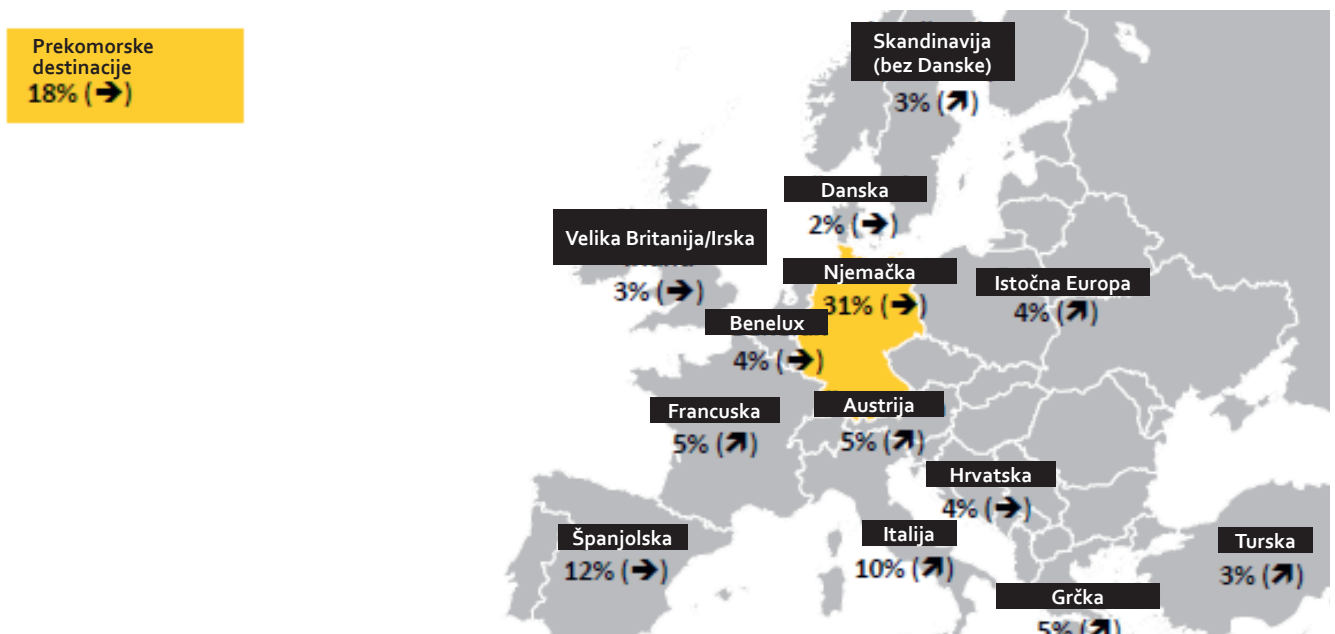 Prekomorske
destinacije
18% (➔)
Skandinavija
(bez Danske)
3% (↗)
Danska
2% (➔)
Velika Britanija/Irska
3% (➔)
Njemačka
31% (➔)
Istočna Europa
4% (↗)
Benelux
4% (➔)
Francuska
5% (↗)
Austrija
5% (↗)
Hrvatska
4% (➔)
Španjolska
12% (➔)
Italija
10% (↗)
Turska
3% (↗)
Grčka
5% (↗)